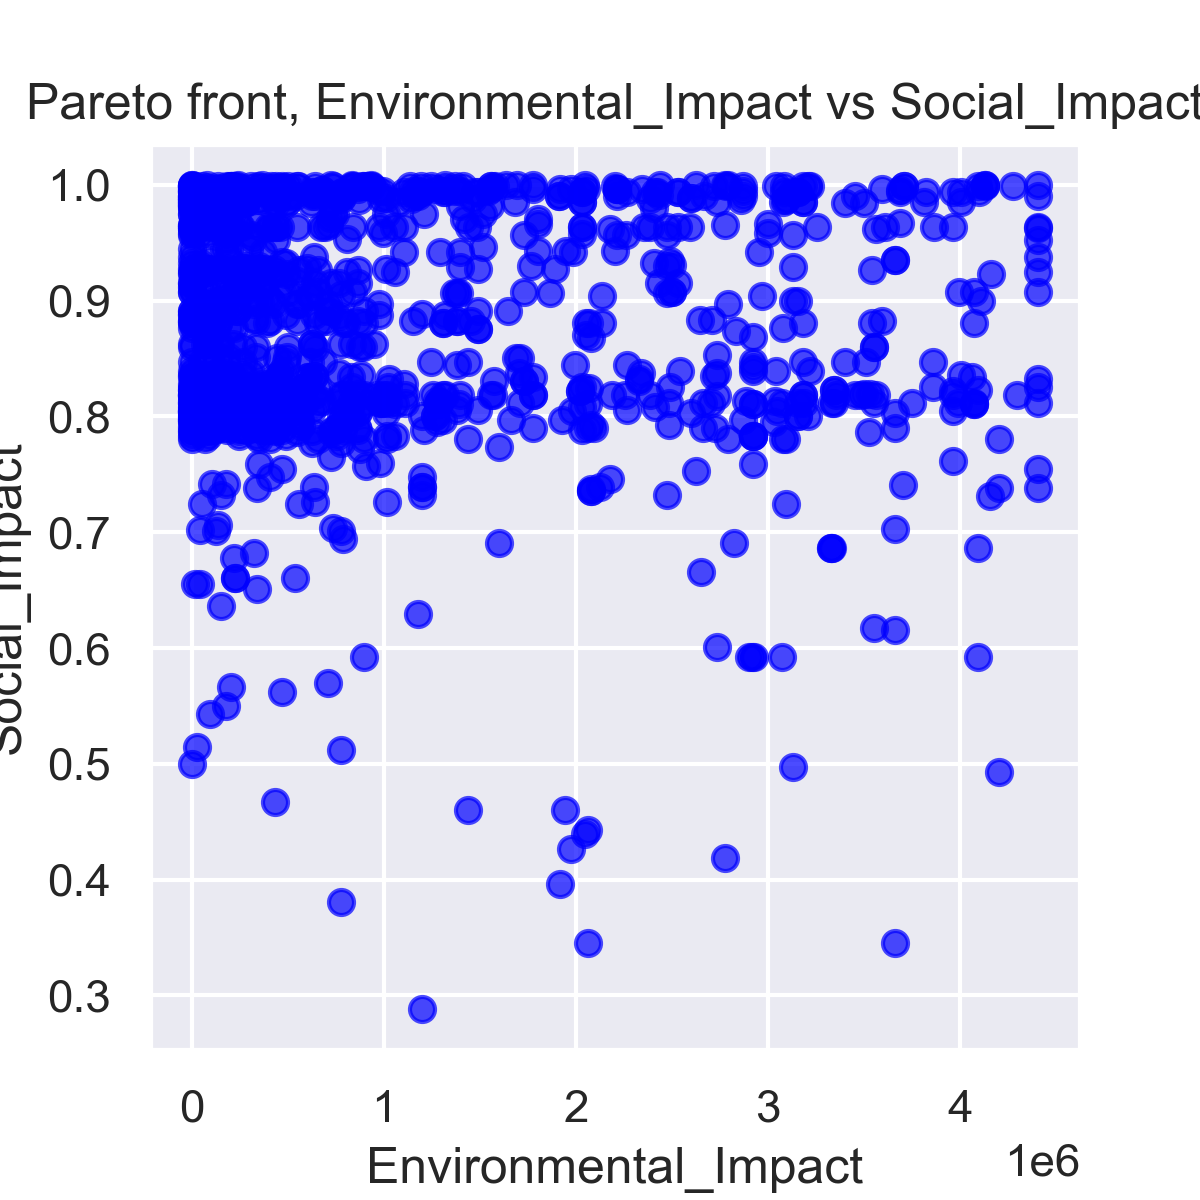 Pareto front, Environmental_Impact vs Social_Impact
1.0
0.9
0.8
0.7
0.6
0.5
0.4
0.3
Social_Impact
0 1 2 3 4
1e6
Environmental_Impact